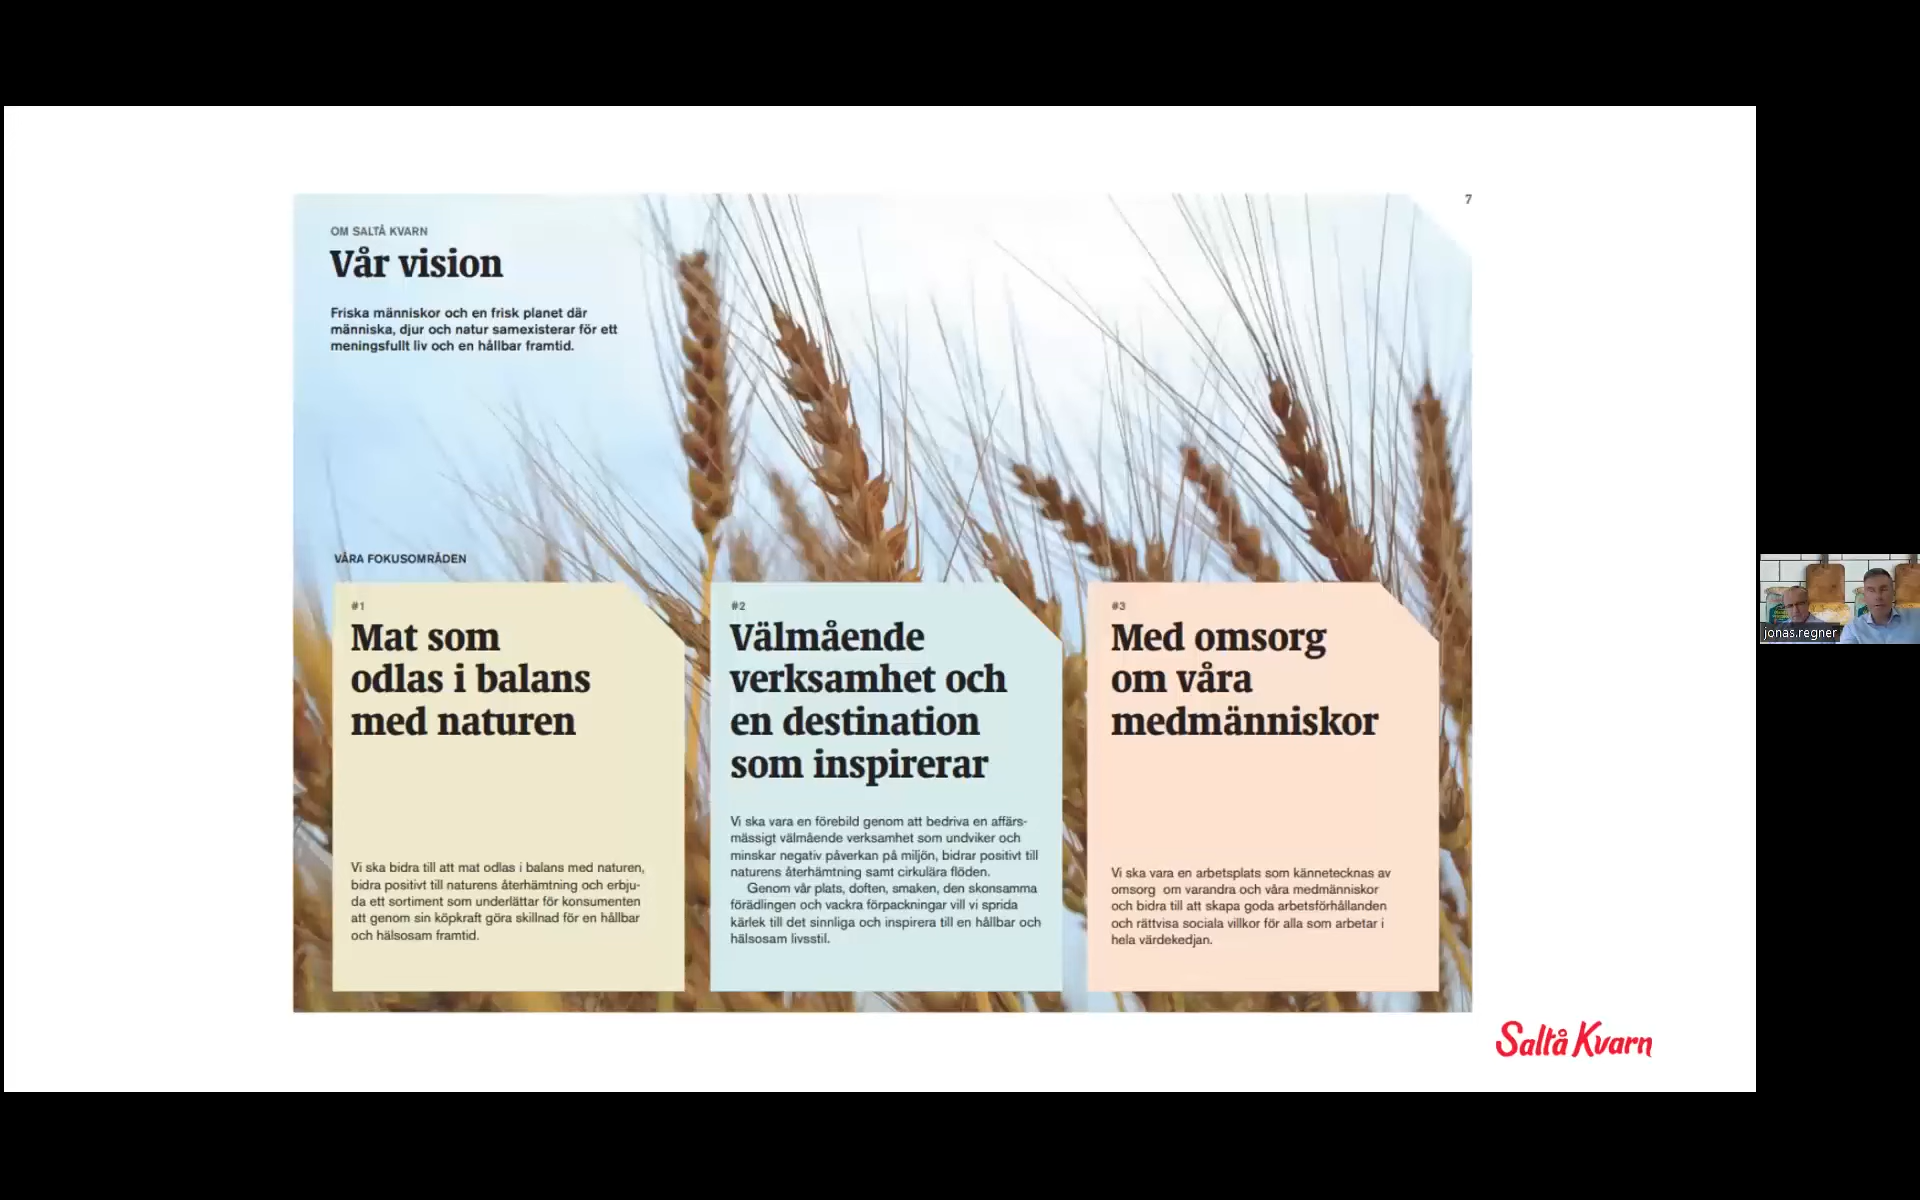 7
OM SALTÅ KVARN
Vår vision
Friska människor och en frisk planet där
människa, djur och natur samexisterar för ett
meningsfullt liv och en hållbar framtid.
VÅRA FOKUSOMRÅDEN
#1
Mat som
odlas i balans
med naturen
Vi ska bidra till att mat odlas i balans med naturen,
bidra positivt till naturens återhämtning och erbju-
da ett sortiment som underlättar för konsumenten
att genom sin köpkraft göra skillnad för en hållbar
och hälsosam framtid.
#2
Välmående
verksamhet och
en destination
som inspirerar
Vi ska vara en förebild genom att bedriva en affärs-
mässigt välmående verksamhet som undviker och
minskar negativ påverkan på miljön, bidrar positivt till
naturens återhämtning samt cirkulära flöden.
Genom vår plats, doften, smaken, den skonsamma
förädlingen och vackra förpackningar vill vi sprida
kärlek till det sinnliga och inspirera till en hållbar och
hälsosam livsstil.
#3
Med omsorg
om våra
medmänniskor
Vi ska vara en arbetsplats som kännetecknas av
omsorg om varandra och våra medmänniskor
och bidra till att skapa goda arbetsförhållanden
och rättvisa sociala villkor för alla som arbetar i
hela värdekedjan.
Saltå Kvarn
jonas.regner